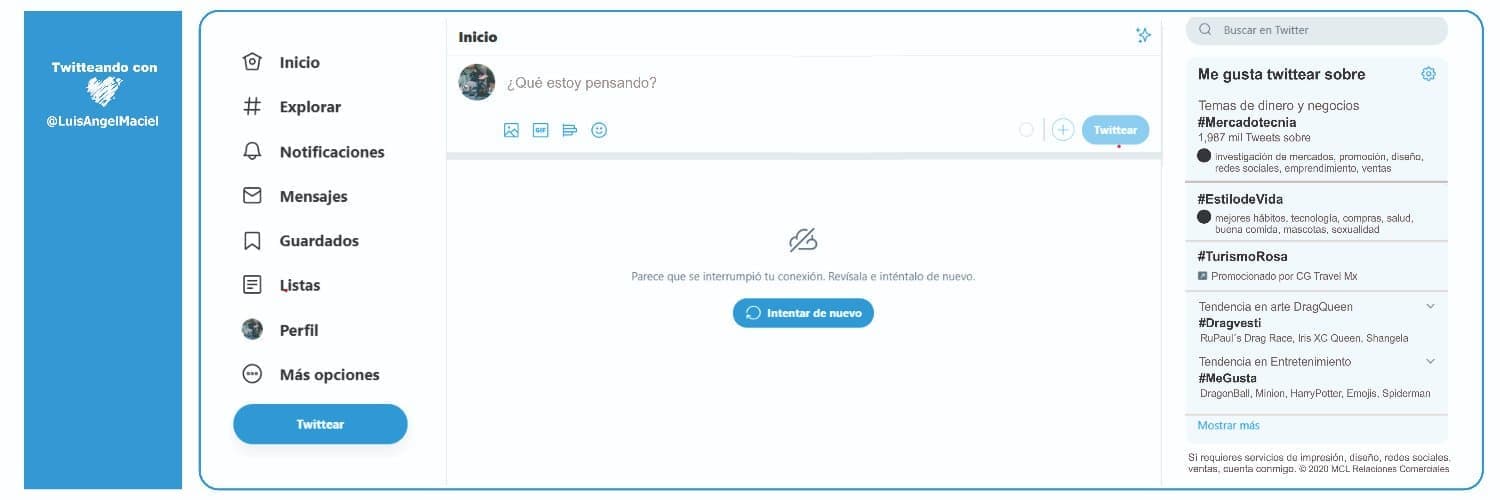 Twitteando con
@LuisAngelMaciel
Inicio
Explorar
Notificaciones
Mensajes
Guardados
Listas
Perfil
Más opciones
Twittear
Inicio
¿Qué estoy pensando?
GIF
Twittear
Parece que se interrumpió tu conexión. Revísala e inténtalo de nuevo.
Intentar de nuevo
Buscar en Twitter
Me gusta twittear sobre
Temas de dinero y negocios
#Mercadotecnia
1,987 mil Tweets sobre
investigación de mercados, promoción, diseño,
redes sociales, emprendimiento, ventas
#EstilodeVida
mejores hábitos, tecnología, compras, salud,
buena comida, mascotas, sexualidad
#TurismoRosa
Promocionado por CG Travel Mx
Tendencia en arte DragQueen
#Dragvesti
RuPaul´s Drag Race, Iris XC Queen, Shangela
Tendencia en Entretenimiento
#MeGusta
DragonBall, Minion, HarryPotter, Emojis, Spiderman
Mostrar más
Si requieres servicios de impresión, diseño, redes sociales,
ventas, cuenta conmigo. © 2020 MCL Relaciones Comerciales